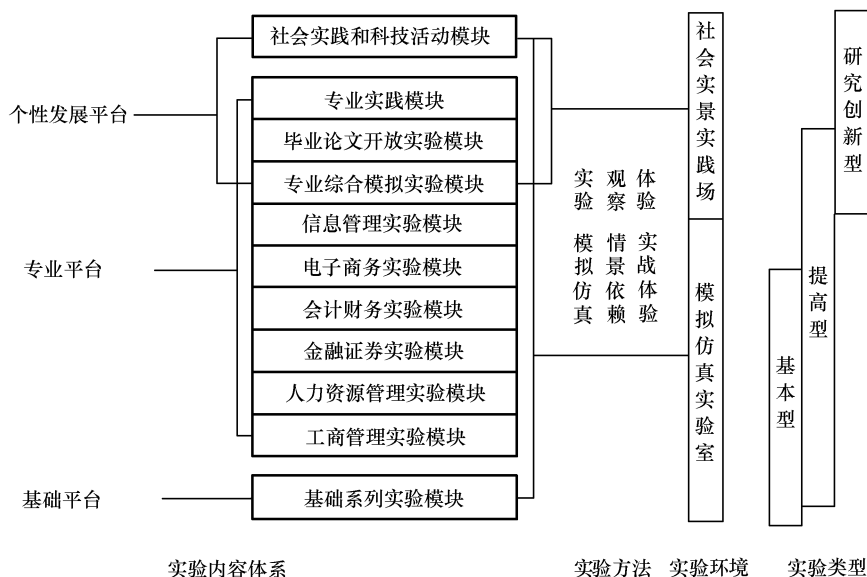 社会实践和科技活动模块
个性发展平台
专业实践模块
毕业论文开放实验模块
专业综合模拟实验模块
信息管理实验模块
专业平台
电子商务实验模块
会计财务实验模块
金融证券实验模块
人力资源管理实验模块
工商管理实验模块
基础平台
基础系列实验模块
实验 模拟仿真
观察 情景依赖
体验 实战体验
社会实景实践场
模拟仿真实验室
基本型
提高型
研究创新型
实验内容体系
实验方法
实验环境
实验类型